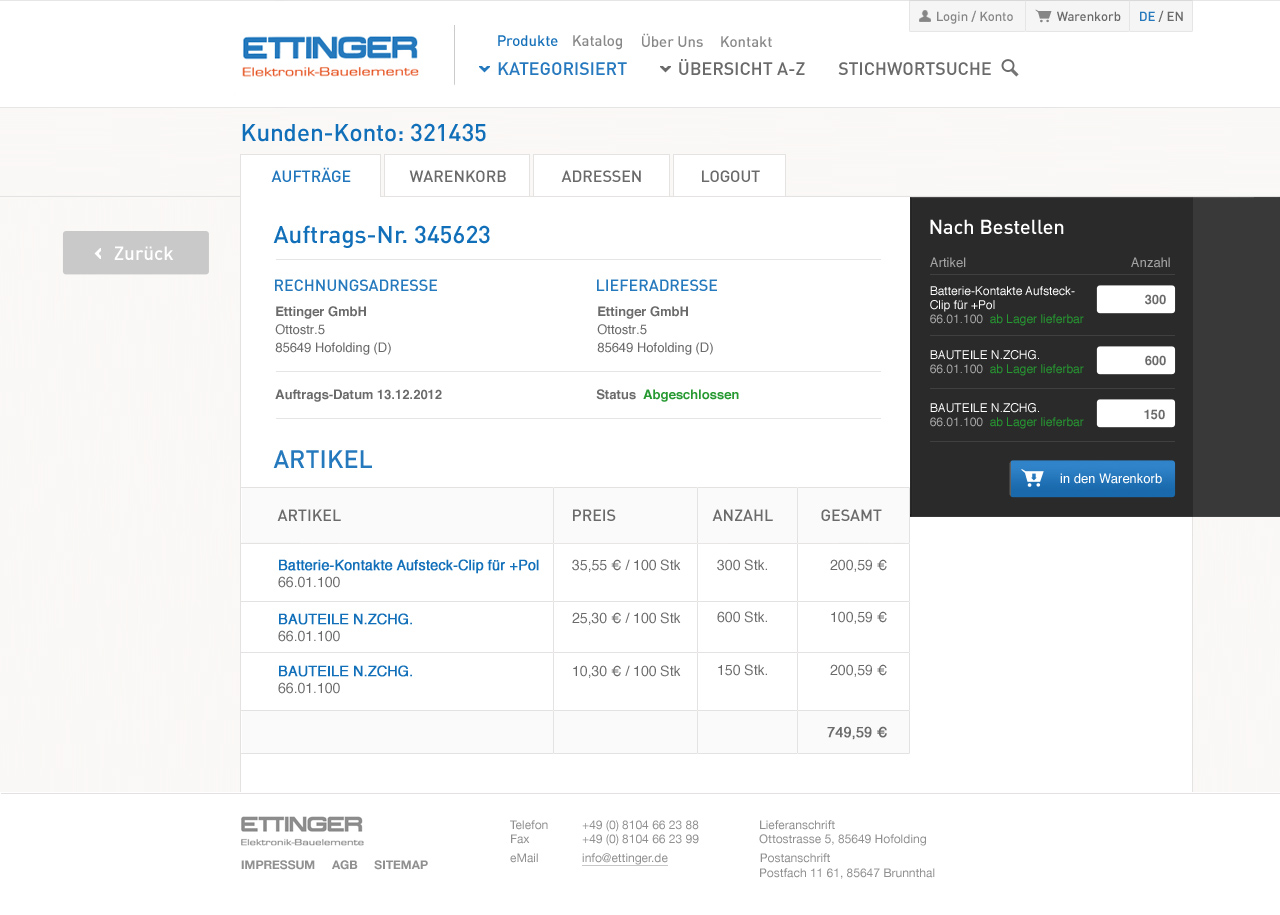 Login / Konto
Warenkorb
DE / EN
ETTINGER
Elektronik-Bauelemente
Produkte Katalog Über Uns Kontakt
KATEGORISIERT ÜBERSICHT A-Z STICHWORTSUCHE
Kunden-Konto: 321435
AUFTRÄGE WARENKORB ADRESSEN LOGOUT
Zurück
Auftrags-Nr. 345623
RECHNUNGSADRESSE
Ettinger GmbH
Ottostr.5
85649 Hofolding (D)
LIEFERADRESSE
Ettinger GmbH
Ottostr.5
85649 Hofolding (D)
Auftrags-Datum 13.12.2012
Status Abgeschlossen
ARTIKEL
ARTIKEL PREIS ANZAHL GESAMT
Batterie-Kontakte Aufsteck-Clip für +Pol 35,55 € / 100 Stk 300 Stk. 200,59 €
66.01.100
BAUTEILE N.ZCHG. 25,30 € / 100 Stk 600 Stk. 100,59 €
66.01.100
BAUTEILE N.ZCHG. 10,30 € / 100 Stk 150 Stk. 200,59 €
66.01.100
749,59 €
Nach Bestellen
Artikel Anzahl
Batterie-Kontakte Aufsteck-
Clip für +Pol 300
66.01.100 ab Lager lieferbar
BAUTEILE N.ZCHG. 600
66.01.100 ab Lager lieferbar
BAUTEILE N.ZCHG. 150
66.01.100 ab Lager lieferbar
in den Warenkorb
ETTINGER
Elektronik-Bauelemente
IMPRESSUM AGB SITEMAP
Telefon +49 (0) 8104 66 23 88
Fax +49 (0) 8104 66 23 99
eMail info@ettinger.de
Lieferanschrift
Ottostrasse 5, 85649 Hofolding
Postanschrift
Postfach 11 61, 85647 Brunnthal